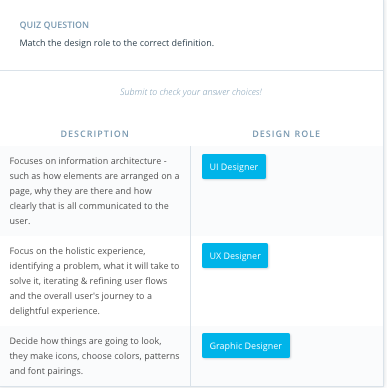 QUIZ QUESTION
Match the design role to the correct definition.
Submit to check your answer choices!
DESCRIPTION
DESIGN ROLE
Focuses on information architecture -
such as how elements are arranged on a
page, why they are there and how
clearly that is all communicated to the
user.
UI Designer
Focus on the holistic experience,
identifying a problem, what it will take to
solve it, iterating & refining user flows
and the overall user's journey to a
delightful experience.
UX Designer
Decide how things are going to look,
they make icons, choose colors, patterns
and font pairings.
Graphic Designer